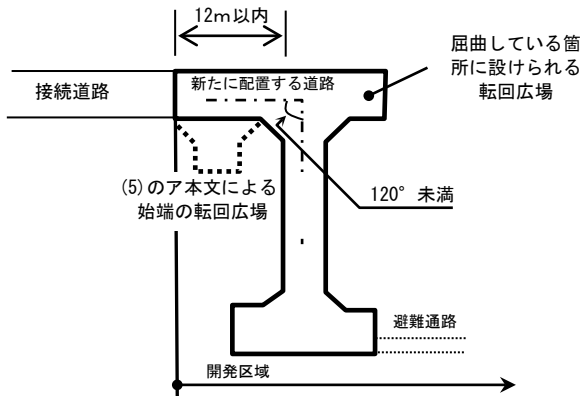 12m以内
屈曲している箇
所に設けられる
転回広場
接続道路
新たに配置する道路
(5)のア本文による
始端の転回広場
120° 未満
避難通路
開発区域